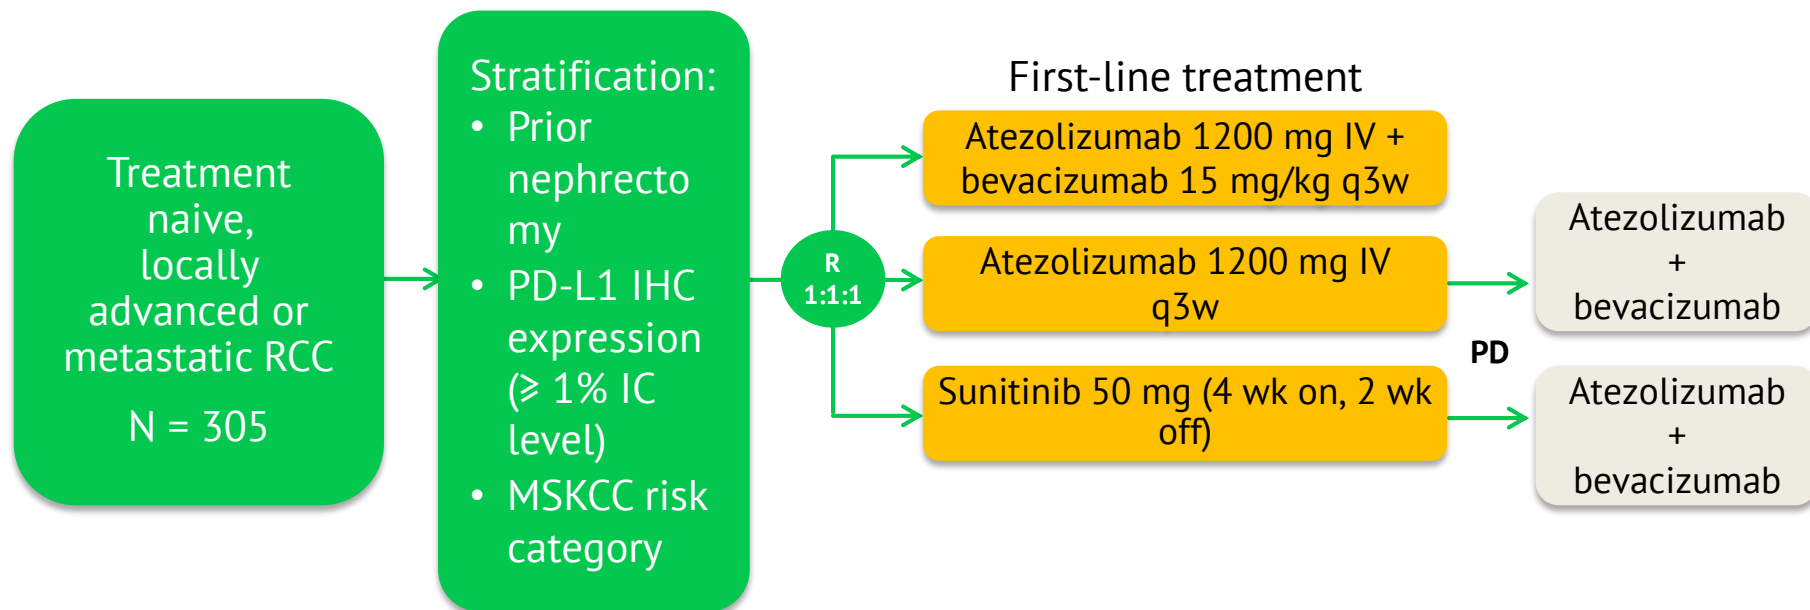 Treatment
naive,
locally
advanced or
metastatic RCC
N = 305
Stratification:
• Prior
nephrecto
my
• PD-L1 IHC
expression
(≥ 1% IC
level)
• MSKCC risk
category
R
1:1:1
First-line treatment
Atezolizumab 1200 mg IV +
bevacizumab 15 mg/kg q3w
Atezolizumab 1200 mg IV
q3w
Sunitinib 50 mg (4 wk on, 2 wk
off)
PD
Atezolizumab
+
bevacizumab
Atezolizumab
+
bevacizumab